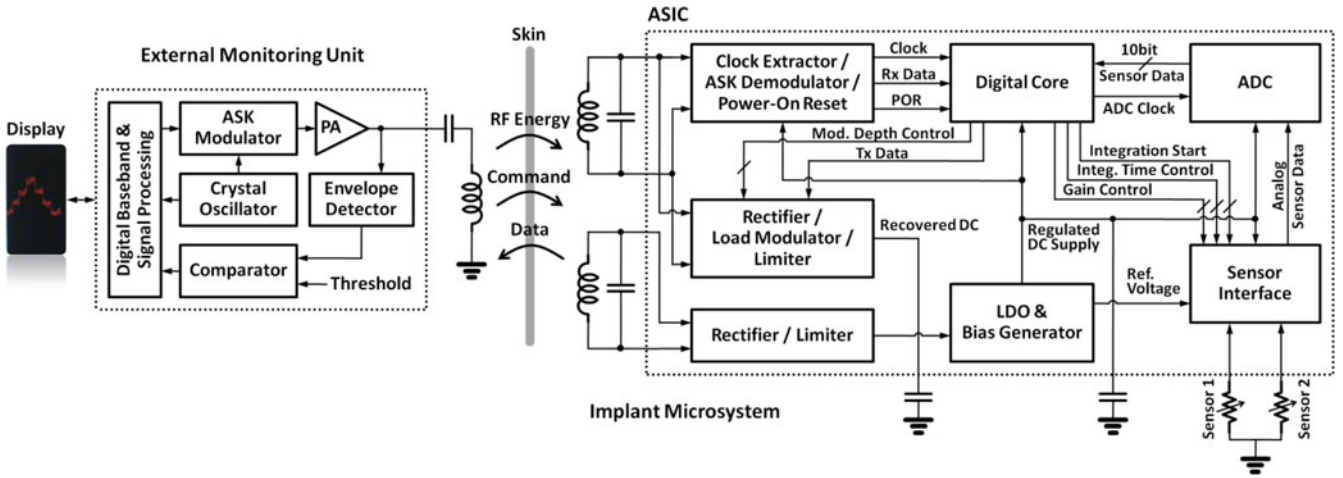 ASIC
Skin
External Monitoring Unit
Display
Digital Baseband &
Signal Processing
ASK
Modulator
PA
Crystal
Oscillator
Envelope
Detector
Comparator
Threshold
RF Energy
Command
Data
Clock Extractor /
ASK Demodulator /
Power-On Reset
Clock
Rx Data
POR
Digital Core
10bit
Sensor Data
ADC Clock
ADC
Mod. Depth Control
Tx Data
Integration Start
Integ. Time Control
Gain Control
Analog
Sensor Data
Rectifier /
Load Modulator /
Limiter
Recovered DC
Regulated
DC Supply
Ref.
Voltage
Sensor
Interface
Rectifier / Limiter
LDO &
Bias Generator
Implant Microsystem
Sensor 1
Sensor 2